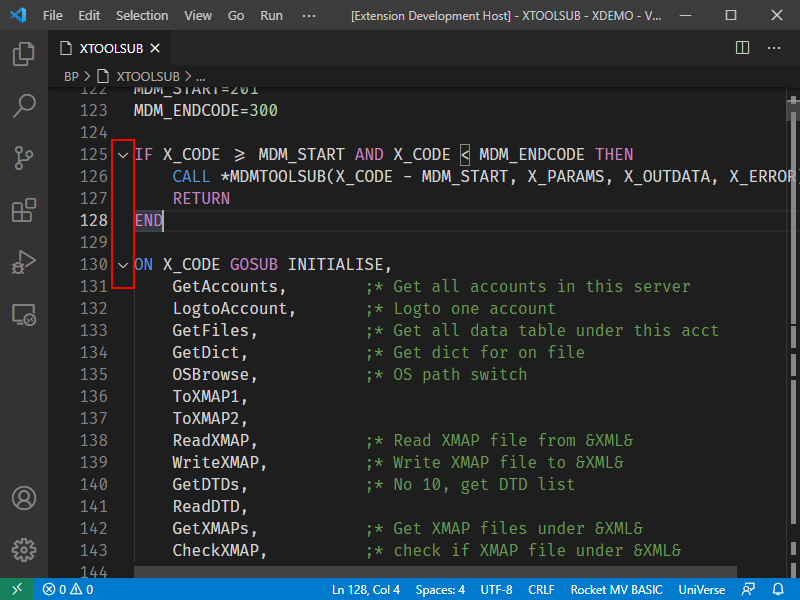 File Edit Selection View Go Run ··· [Extension Development Host] - XTOOLSUB - XDEMO - V...
XTOOLSUB
BP > XTOOLSUB > ...
122 MDM_START=201
123 MDM_ENDCODE=300
124
125 IF X_CODE >= MDM_START AND X_CODE < MDM_ENDCODE THEN
126 CALL *MDMTOOLSUB(X_CODE - MDM_START, X_PARAMS, X_OUTDATA, X_ERROR)
127 RETURN
128 END
129
130 ON X_CODE GOSUB INITIALISE,
131 GetAccounts, ;* Get all accounts in this server
132 LogtoAccount, ;* Logto one account
133 GetFiles, ;* Get all data table under this acct
134 GetDict, ;* Get dict for on file
135 OSBrowse, ;* OS path switch
136 ToXMAP1,
137 ToXMAP2,
138 ReadXMAP, ;* Read XMAP file from &XML&
139 WriteXMAP, ;* Write XMAP file to &XML&
140 GetDTDs, ;* No 10, get DTD list
141 ReadDTD,
142 GetXMAPs, ;* Get XMAP files under &XML&
143 CheckXMAP, ;* check if XMAP file under &XML&
144
0 0 Ln 128, Col 4 Spaces: 4 UTF-8 CRLF Rocket MV BASIC UniVerse